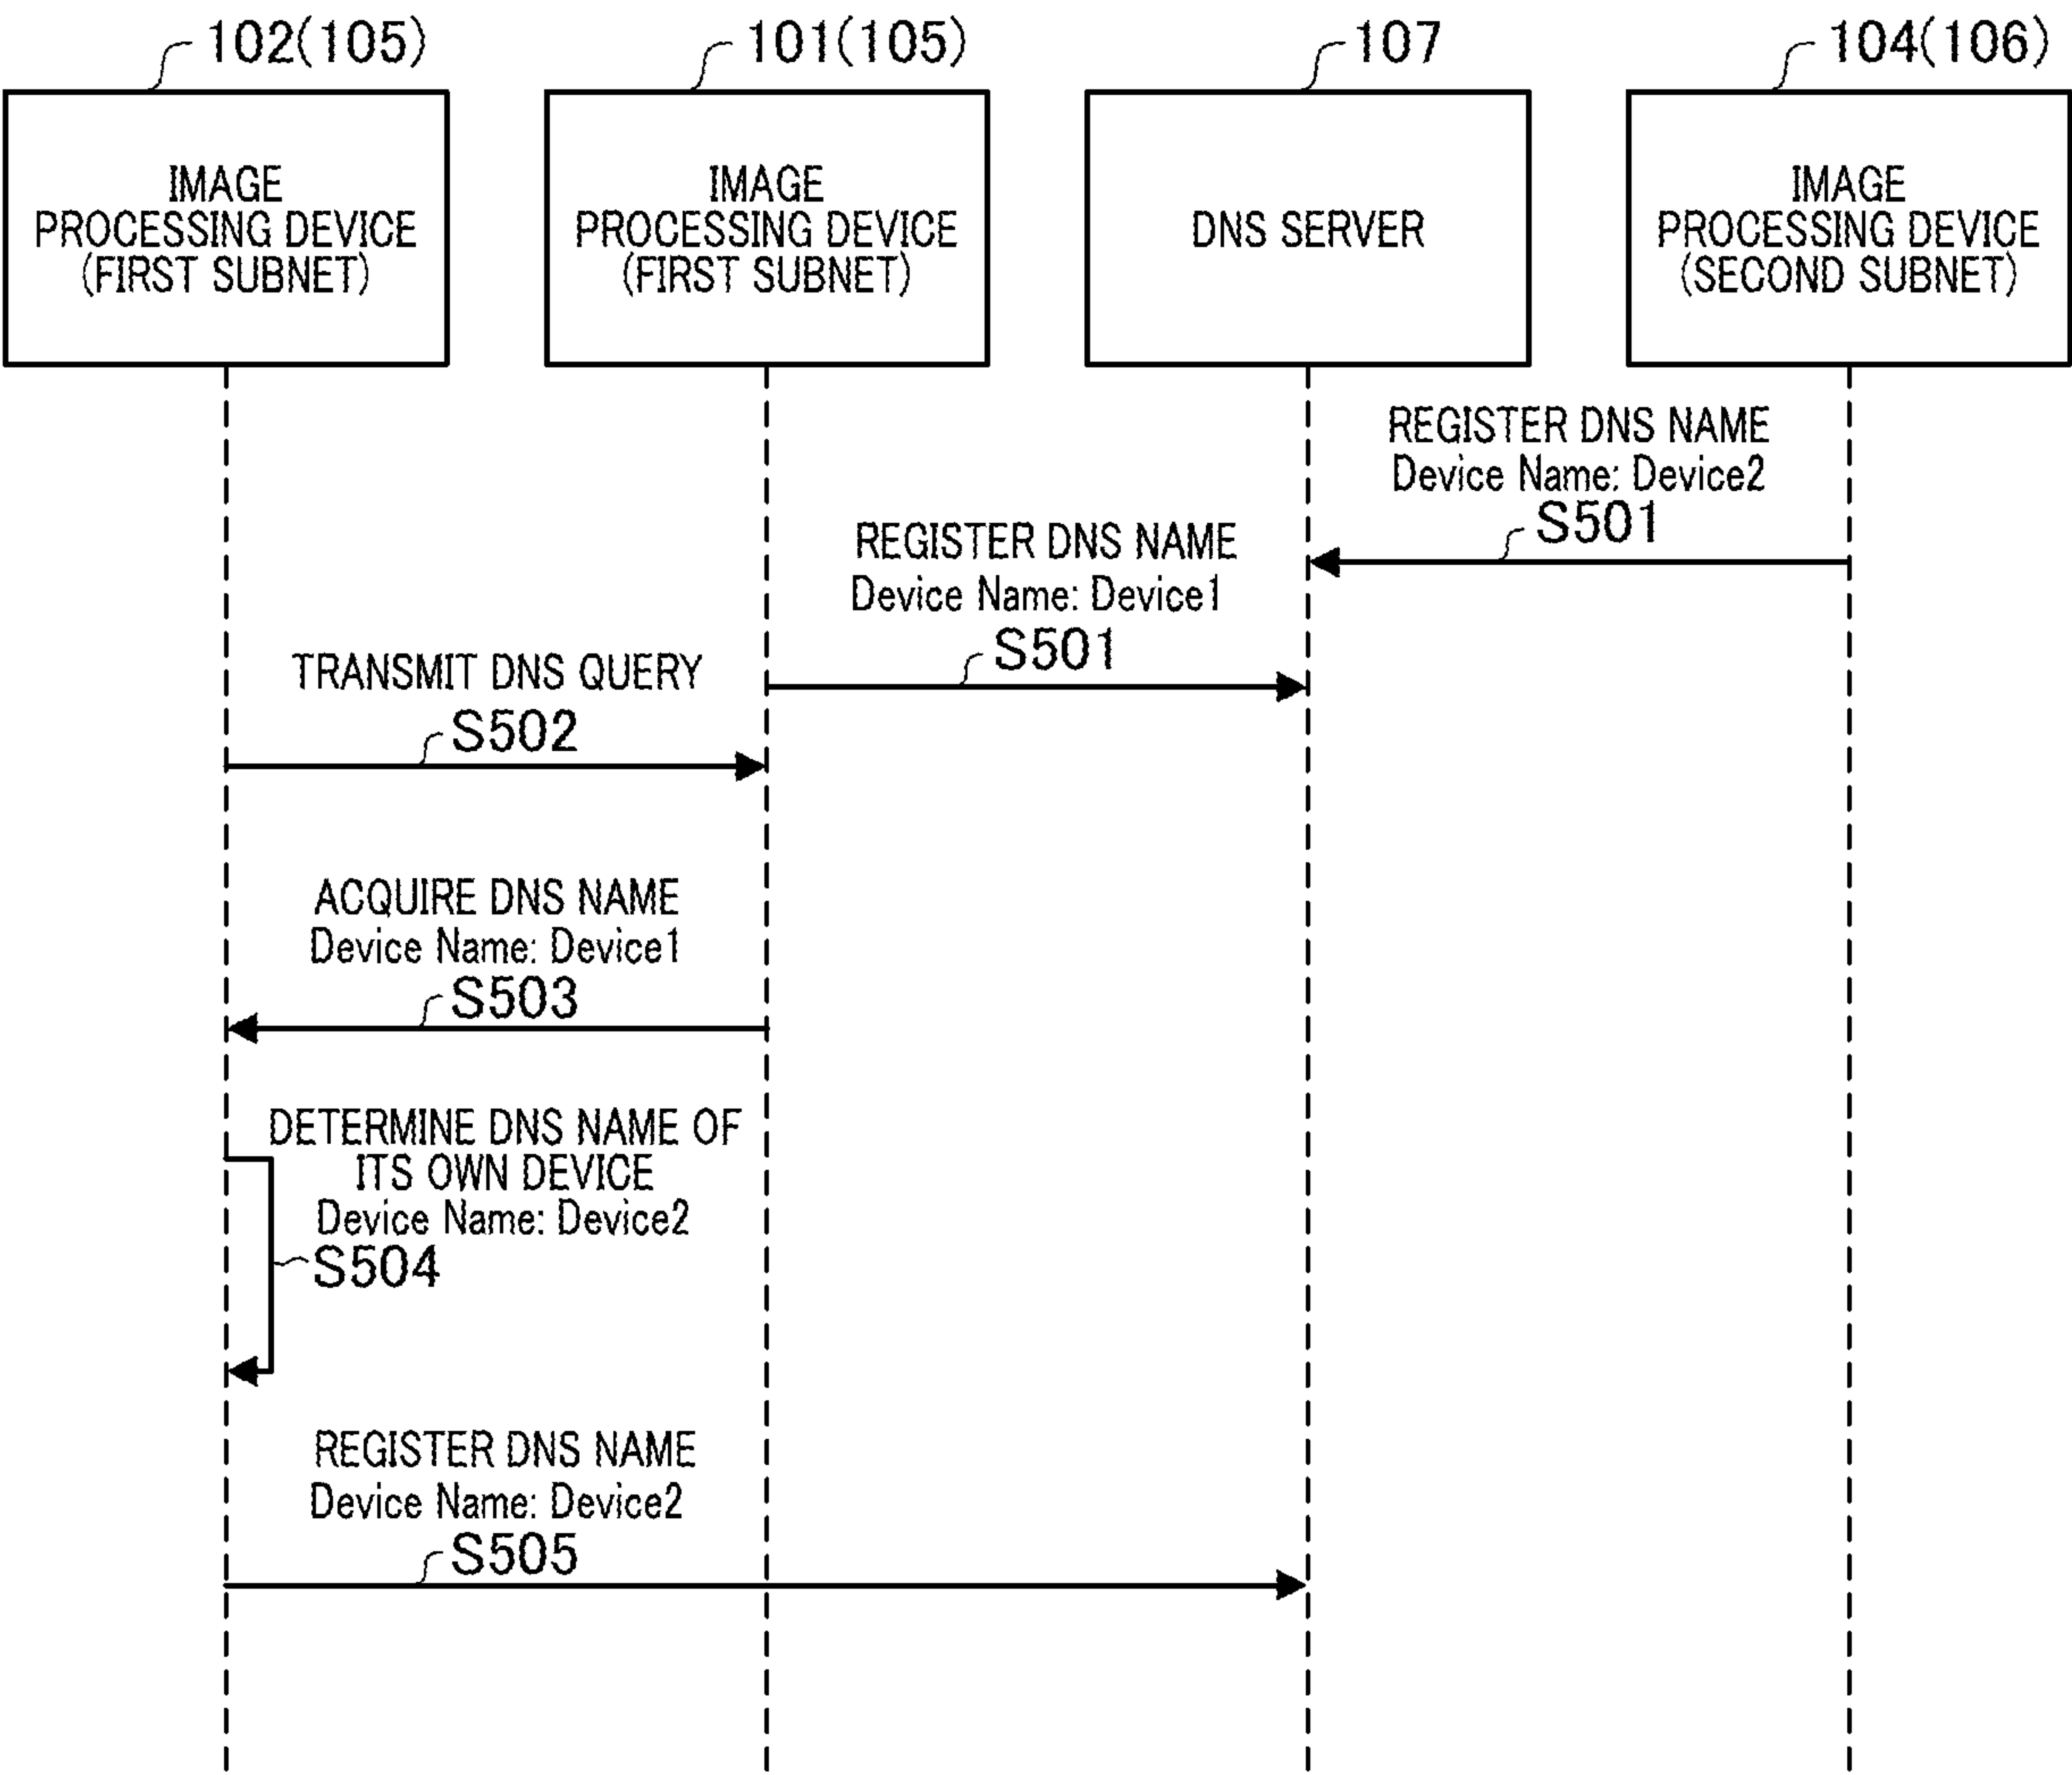 102(105)
101(105)
107
104(106)
IMAGE
PROCESSING DEVICE
(FIRST SUBNET)
IMAGE
PROCESSING DEVICE
(FIRST SUBNET)
DNS SERVER
IMAGE
PROCESSING DEVICE
(SECOND SUBNET)
REGISTER DNS NAME
Device Name: Device2
S501
REGISTER DNS NAME
Device Name: Device1
S501
TRANSMIT DNS QUERY
S502
ACQUIRE DNS NAME
Device Name: Device1
S503
DETERMINE DNS NAME OF
ITS OWN DEVICE
Device Name: Device2
S504
REGISTER DNS NAME
Device Name: Device2
S505